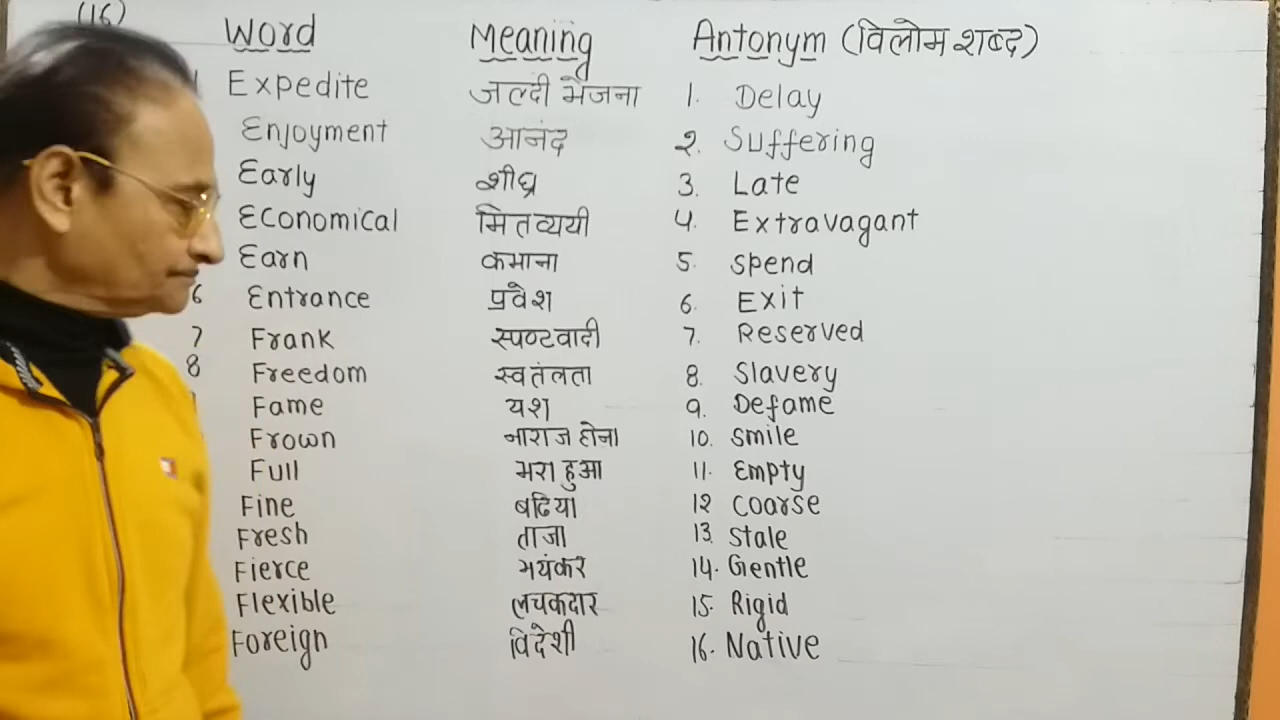 (16)
Word Meaning Antonym (विलोम शब्द)
Expedite जल्दी भेजना 1. Delay
Enjoyment आनंद 2. Suffering
Early शीघ्र 3. Late
Economical मितव्ययी 4. Extravagant
Earn कमाना 5. Spend
6 Entrance प्रवेश 6. Exit
7 Frank स्पष्टवादी 7. Reserved
8 Freedom स्वतंत्रता 8. Slavery
Fame यश 9. Defame
Frown नाराज होना 10. Smile
Full भरा हुआ 11. Empty
Fine बढिया 12 Coarse
Fresh ताजा 13. Stale
Fierce भयंकर 14. Gentle
Flexible लचकदार 15. Rigid
Foreign विदेशी 16. Native